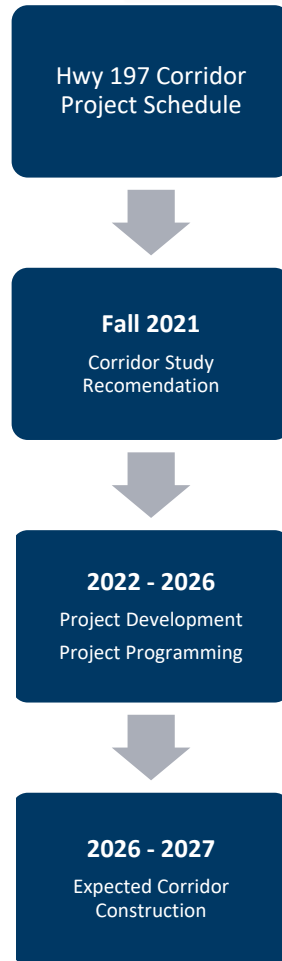 Hwy 197 Corridor
Project Schedule
Fall 2021
Corridor Study
Recomendation
2022 - 2026
Project Development
Project Programming
2026 - 2027
Expected Corridor
Construction